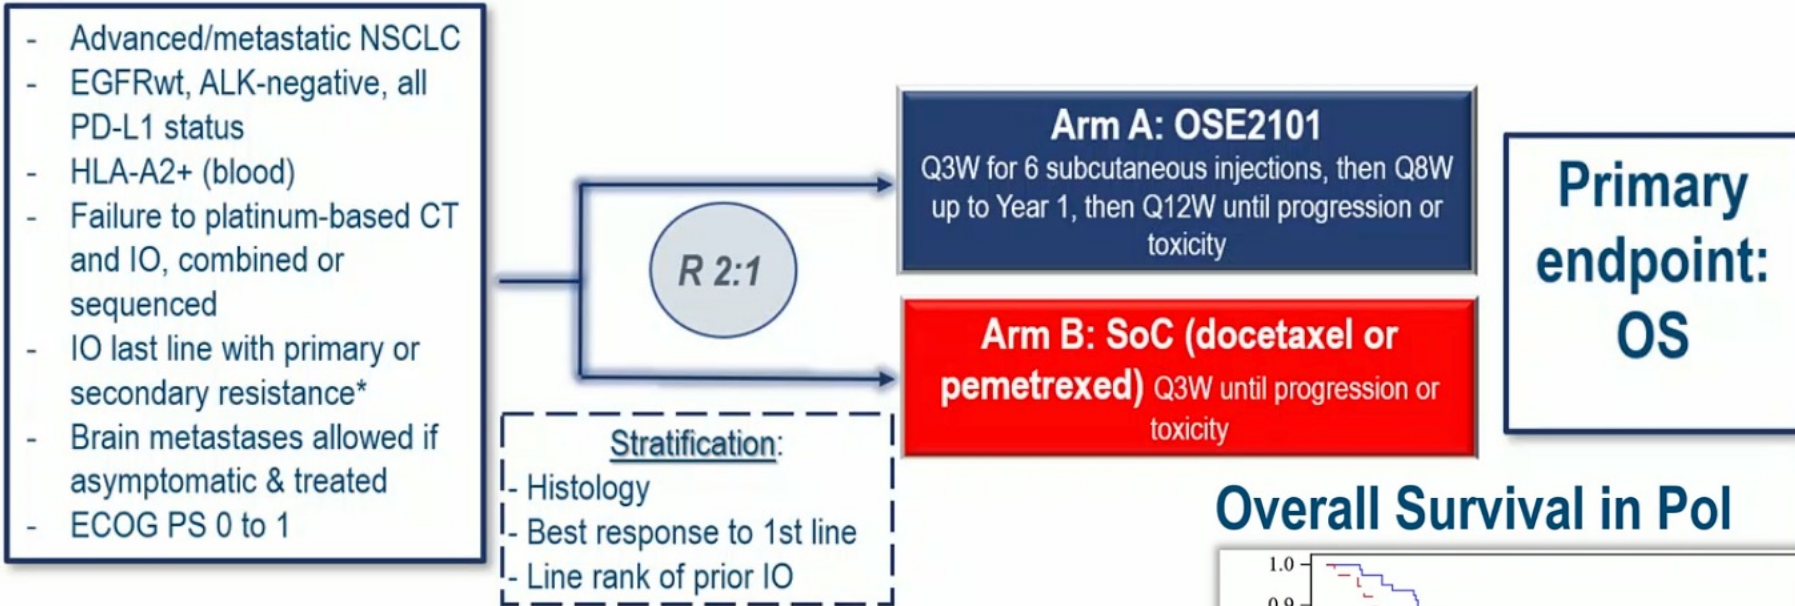 - Advanced/metastatic NSCLC
- EGFRwt, ALK-negative, all
PD-L1 status
- HLA-A2+ (blood)
- Failure to platinum-based CT
and IO, combined or
sequenced
- IO last line with primary or
secondary resistance*
- Brain metastases allowed if
asymptomatic & treated
- ECOG PS 0 to 1
R 2:1
Stratification:
- Histology
- Best response to 1st line
- Line rank of prior IO
Arm A: OSE2101
Q3W for 6 subcutaneous injections, then Q8W
up to Year 1, then Q12W until progression or
toxicity
Arm B: SoC (docetaxel or
pemetrexed) Q3W until progression or
toxicity
Primary
endpoint:
OS
Overall Survival in PoI
1.0
0.9